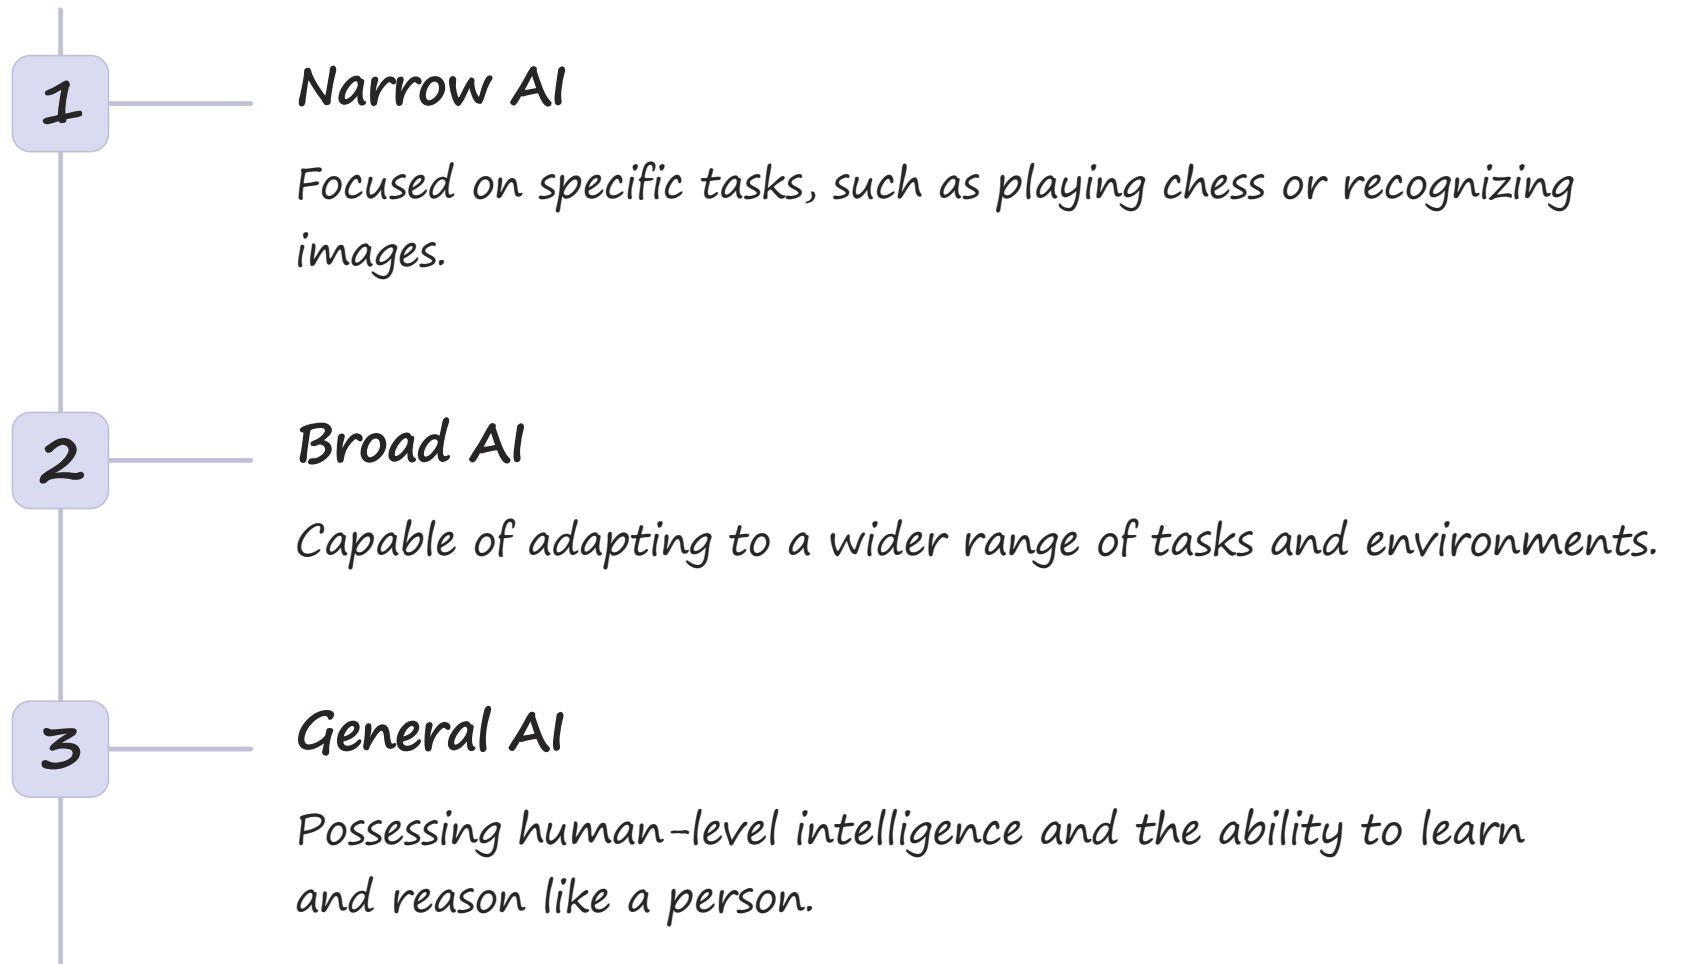 1
Narrow AI
Focused on specific tasks, such as playing chess or recognizing
images.
2
Broad AI
Capable of adapting to a wider range of tasks and environments.
3
General AI
Possessing human-level intelligence and the ability to learn
and reason like a person.